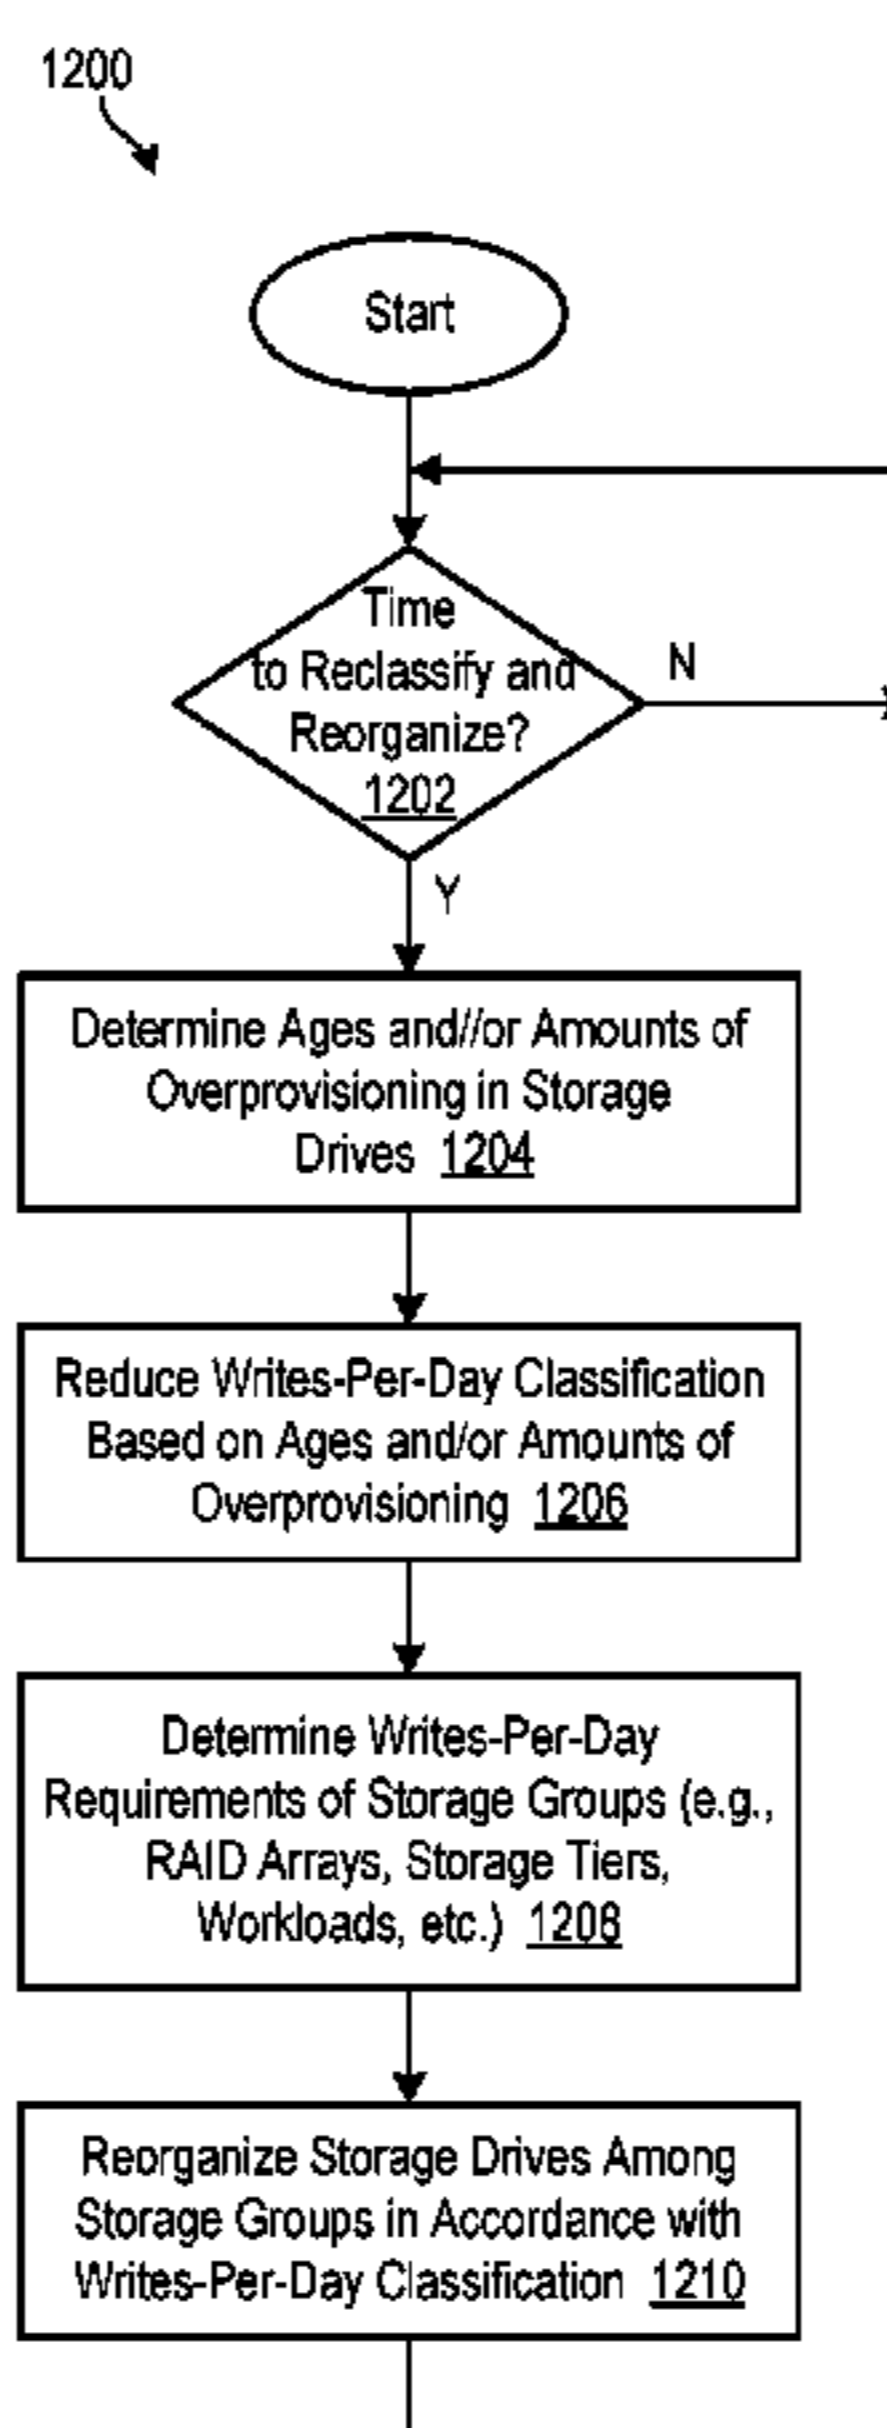 1200
Start
Time
to Reclassify and
Reorganize?
1202
N
Y
Determine Ages and//or Amounts of
Overprovisioning in Storage
Drives 1204
Reduce Writes-Per-Day Classification
Based on Ages and/or Amounts of
Overprovisioning 1206
Determine Writes-Per-Day
Requirements of Storage Groups (e.g.,
RAID Arrays, Storage Tiers,
Workloads, etc.) 1208
Reorganize Storage Drives Among
Storage Groups in Accordance with
Writes-Per-Day Classification 1210